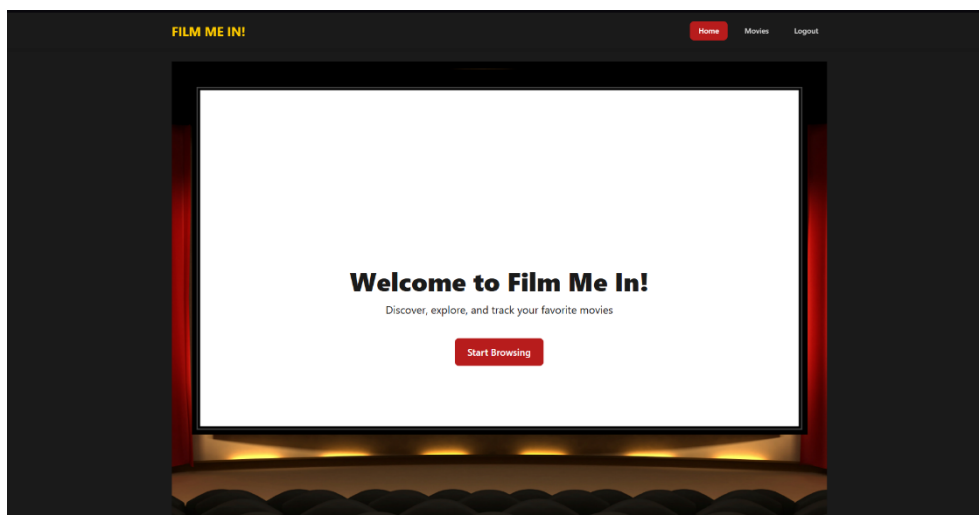 FILM ME IN!
Home
Movies
Logout
Welcome to Film Me In!
Discover, explore, and track your favorite movies
Start Browsing